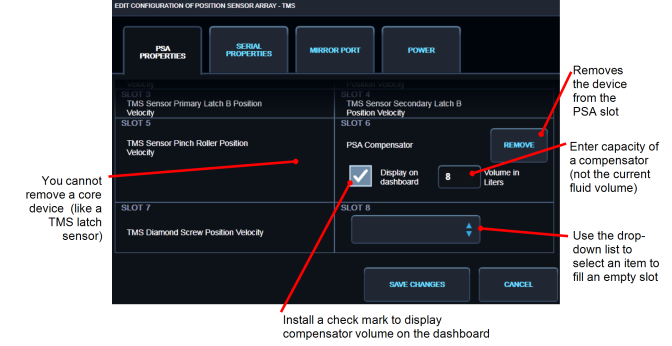 EDIT CONFIGURATION OF POSITION SENSOR ARRAY - TMS
PSA
PROPERTIES
SERIAL
PROPERTIES
MIRROR PORT
POWER
Velocity
Position Velocity
SLOT 3
SLOT 4
TMS Sensor Primary Latch B Position
Velocity
TMS Sensor Secondary Latch B
Position Velocity
SLOT 5
SLOT 6
TMS Sensor Pinch Roller Position
Velocity
PSA Compensator
REMOVE
Display on
dashboard
8
Volume in
Liters
SLOT 7
SLOT 8
TMS Diamond Screw Position Velocity
SAVE CHANGES
CANCEL
Removes
the device
from the
PSA slot
Enter capacity of
a compensator
(not the current
fluid volume)
You cannot
remove a core
device (like a
TMS latch
sensor)
Use the drop-
down list to
select an item to
fill an empty slot
Install a check mark to display
compensator volume on the dashboard